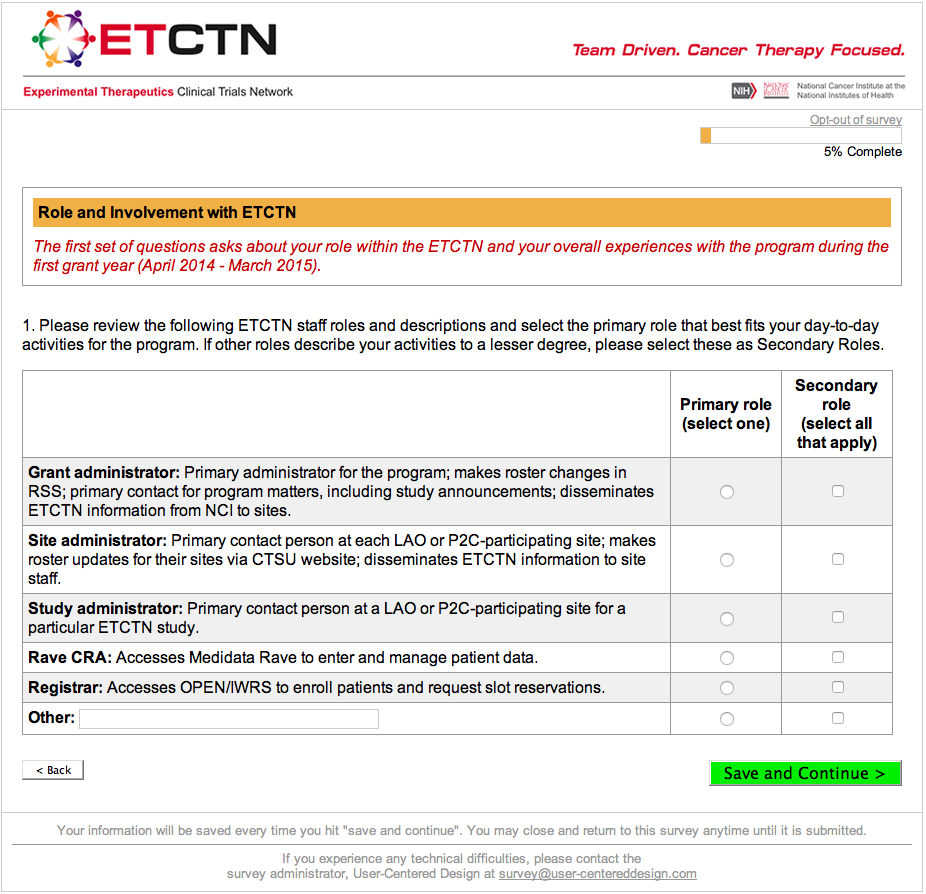 ETCTN
Team Driven. Cancer Therapy Focused.
Experimental Therapeutics Clinical Trials Network
NIH
NATIONAL
CANCER
INSTITUTE
National Cancer Institute at the
National Institutes of Health
Opt-out of survey
5% Complete
Role and Involvement with ETCTN
The first set of questions asks about your role within the ETCTN and your overall experiences with the program during the
first grant year (April 2014 - March 2015).
1. Please review the following ETCTN staff roles and descriptions and select the primary role that best fits your day-to-day
activities for the program. If other roles describe your activities to a lesser degree, please select these as Secondary Roles.
Primary role
(select one)
Secondary
role
(select all
that apply)
Grant administrator: Primary administrator for the program; makes roster changes in
RSS; primary contact for program matters, including study announcements; disseminates
ETCTN information from NCI to sites.
Site administrator: Primary contact person at each LAO or P2C-participating site; makes
roster updates for their sites via CTSU website; disseminates ETCTN information to site
staff.
Study administrator: Primary contact person at a LAO or P2C-participating site for a
particular ETCTN study.
Rave CRA: Accesses Medidata Rave to enter and manage patient data.
Registrar: Accesses OPEN/IWRS to enroll patients and request slot reservations.
Other:
< Back
Save and Continue >
Your information will be saved every time you hit "save and continue". You may close and return to this survey anytime until it is submitted.
If you experience any technical difficulties, please contact the
survey administrator, User-Centered Design at survey@user-centereddesign.com